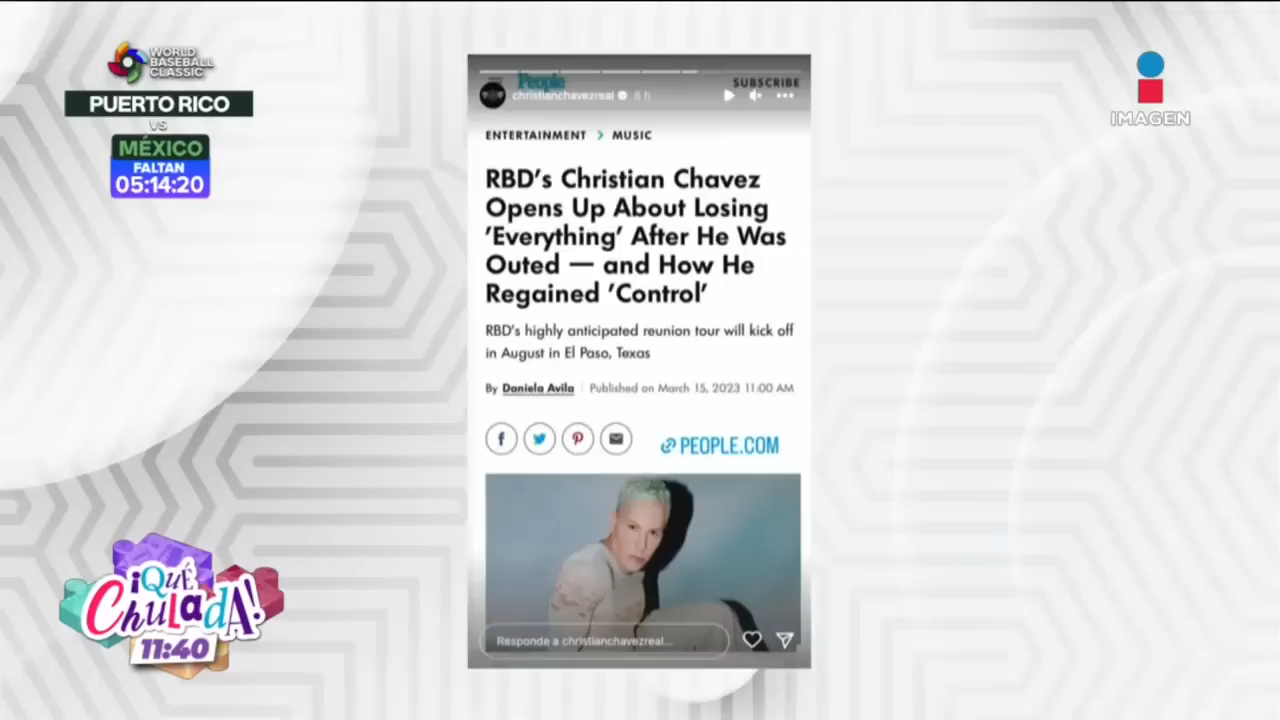 WORLD
BASEBALL
CLASSIC
PUERTO RICO
VS
MÉXICO
FALTAN
05:14:20
IMAGEN
People
SUBSCRIBE
christianchavezreal 8 h
ENTERTAINMENT > MUSIC
RBD's Christian Chavez
Opens Up About Losing
'Everything' After He Was
Outed — and How He
Regained 'Control'
RBD's highly anticipated reunion tour will kick off
in August in El Paso, Texas
By Daniela Avila | Published on March 15, 2023 11:00 AM
PEOPLE.COM
Responde a christianchavezreal...
¡QUÉ
ChuLadA!
11:40